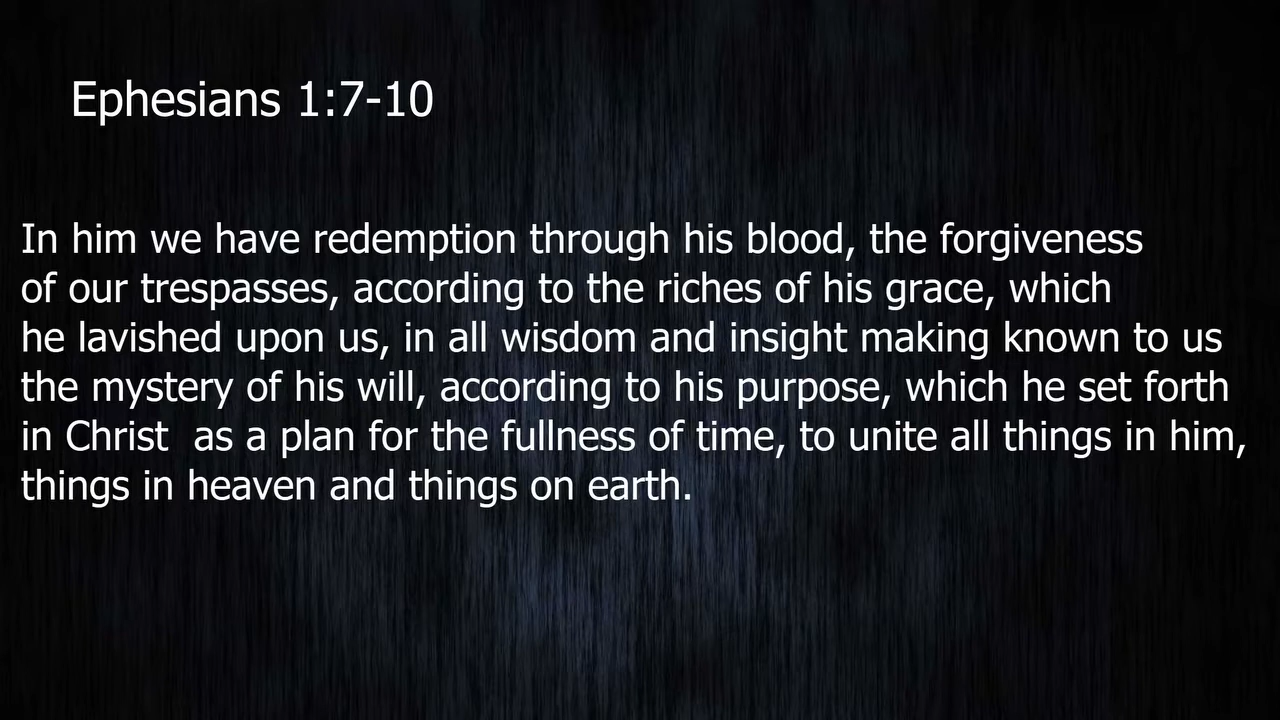 Ephesians 1:7-10
In him we have redemption through his blood, the forgiveness
of our trespasses, according to the riches of his grace, which
he lavished upon us, in all wisdom and insight making known to us
the mystery of his will, according to his purpose, which he set forth
in Christ  as a plan for the fullness of time, to unite all things in him,
things in heaven and things on earth.